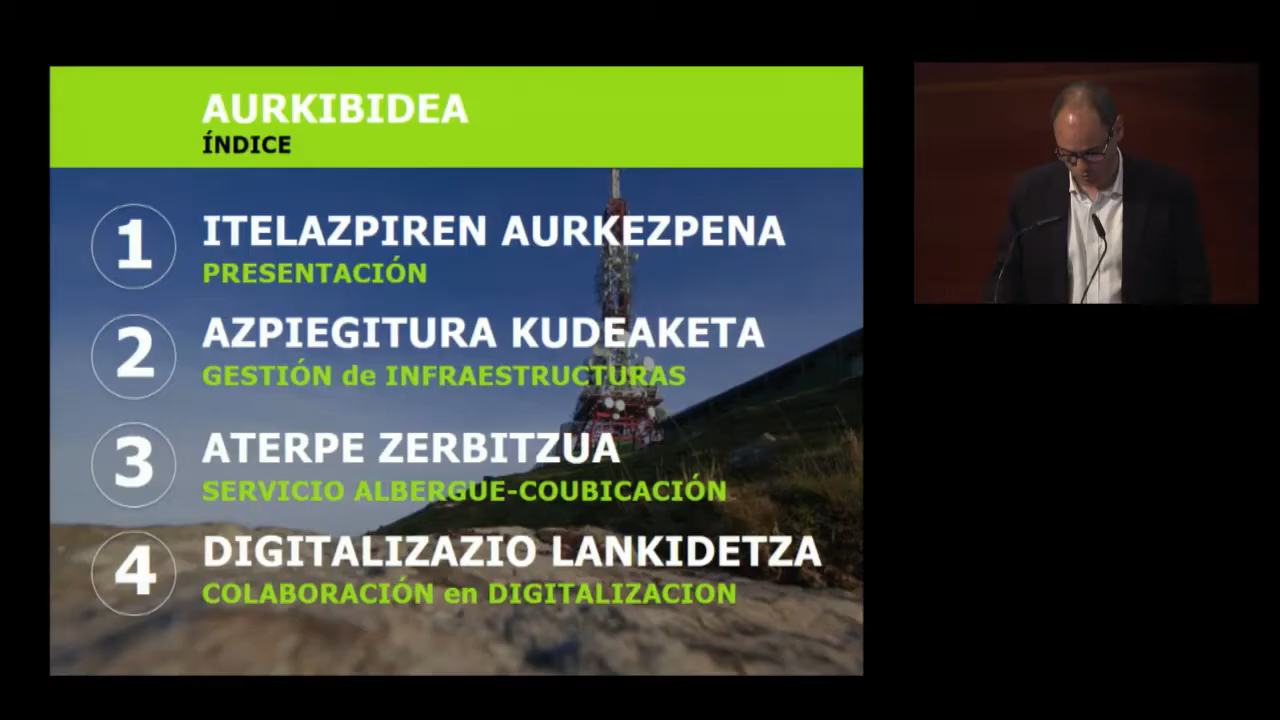 AURKIBIDEA
ÍNDICE
1
ITELAZPIREN AURKEZPENA
PRESENTACIÓN
2
AZPIEGITURA KUDEAKETA
GESTIÓN de INFRAESTRUCTURAS
3
ATERPE ZERBITZUA
SERVICIO ALBERGUE-COUBICACIÓN
4
DIGITALIZAZIO LANKIDETZA
COLABORACIÓN en DIGITALIZACION